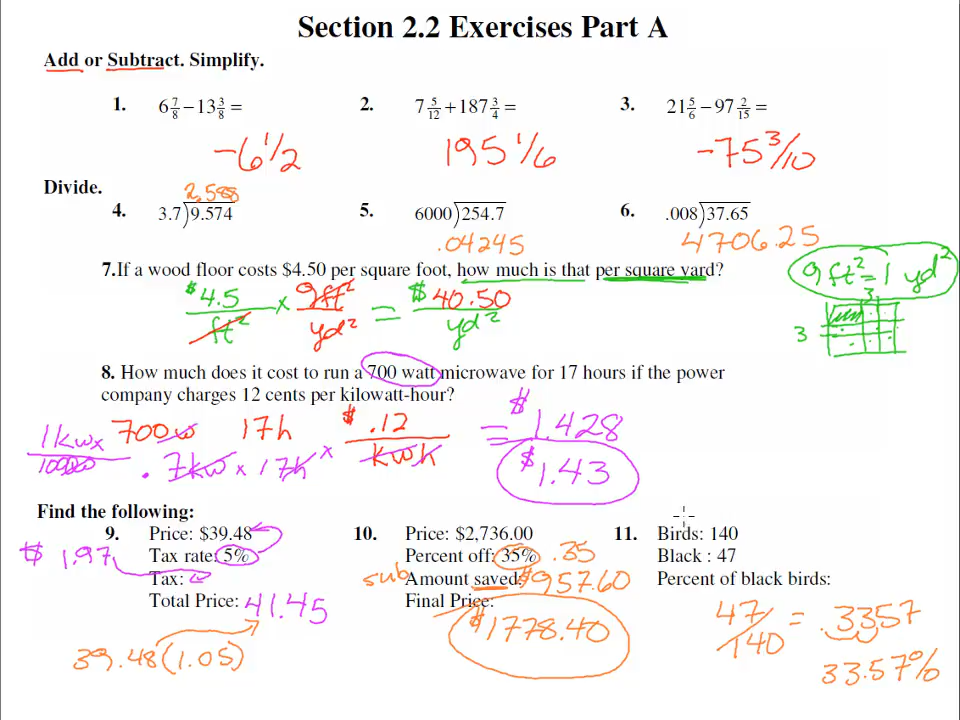 Section 2.2 Exercises Part A
Add or Subtract. Simplify.
1. 6 7/8 − 13 3/8 =
2. 7 5/12 + 187 3/4 =
3. 21 5/6 − 97 2/15 =
-6 1/2
195 1/6
-75 3/10
Divide.
2.588
4. 3.7)9.574
5. 6000)254.7
6. .008)37.65
.04245
4706.25
7.If a wood floor costs $4.50 per square foot, how much is that per square yard?
9 ft² = 1 yd²
$4.5/ft² × 9ft²/yd² = $40.50/yd²
3
3
8. How much does it cost to run a 700 watt microwave for 17 hours if the power
company charges 12 cents per kilowatt-hour?
700w 17h $.12/kwh = $1.428
1kw/1000w × .7kw × 17h × $1.43
Find the following:
9. Price: $39.48
10. Price: $2,736.00
11. Birds: 140
$1.97 Tax rate: 5%
Percent off: 35% .35
Black : 47
Tax:
sub Amount saved: $957.60
Percent of black birds:
Total Price: 41.45
Final Price:
$1778.40
47/140 = .3357
39.48(1.05)
33.57%